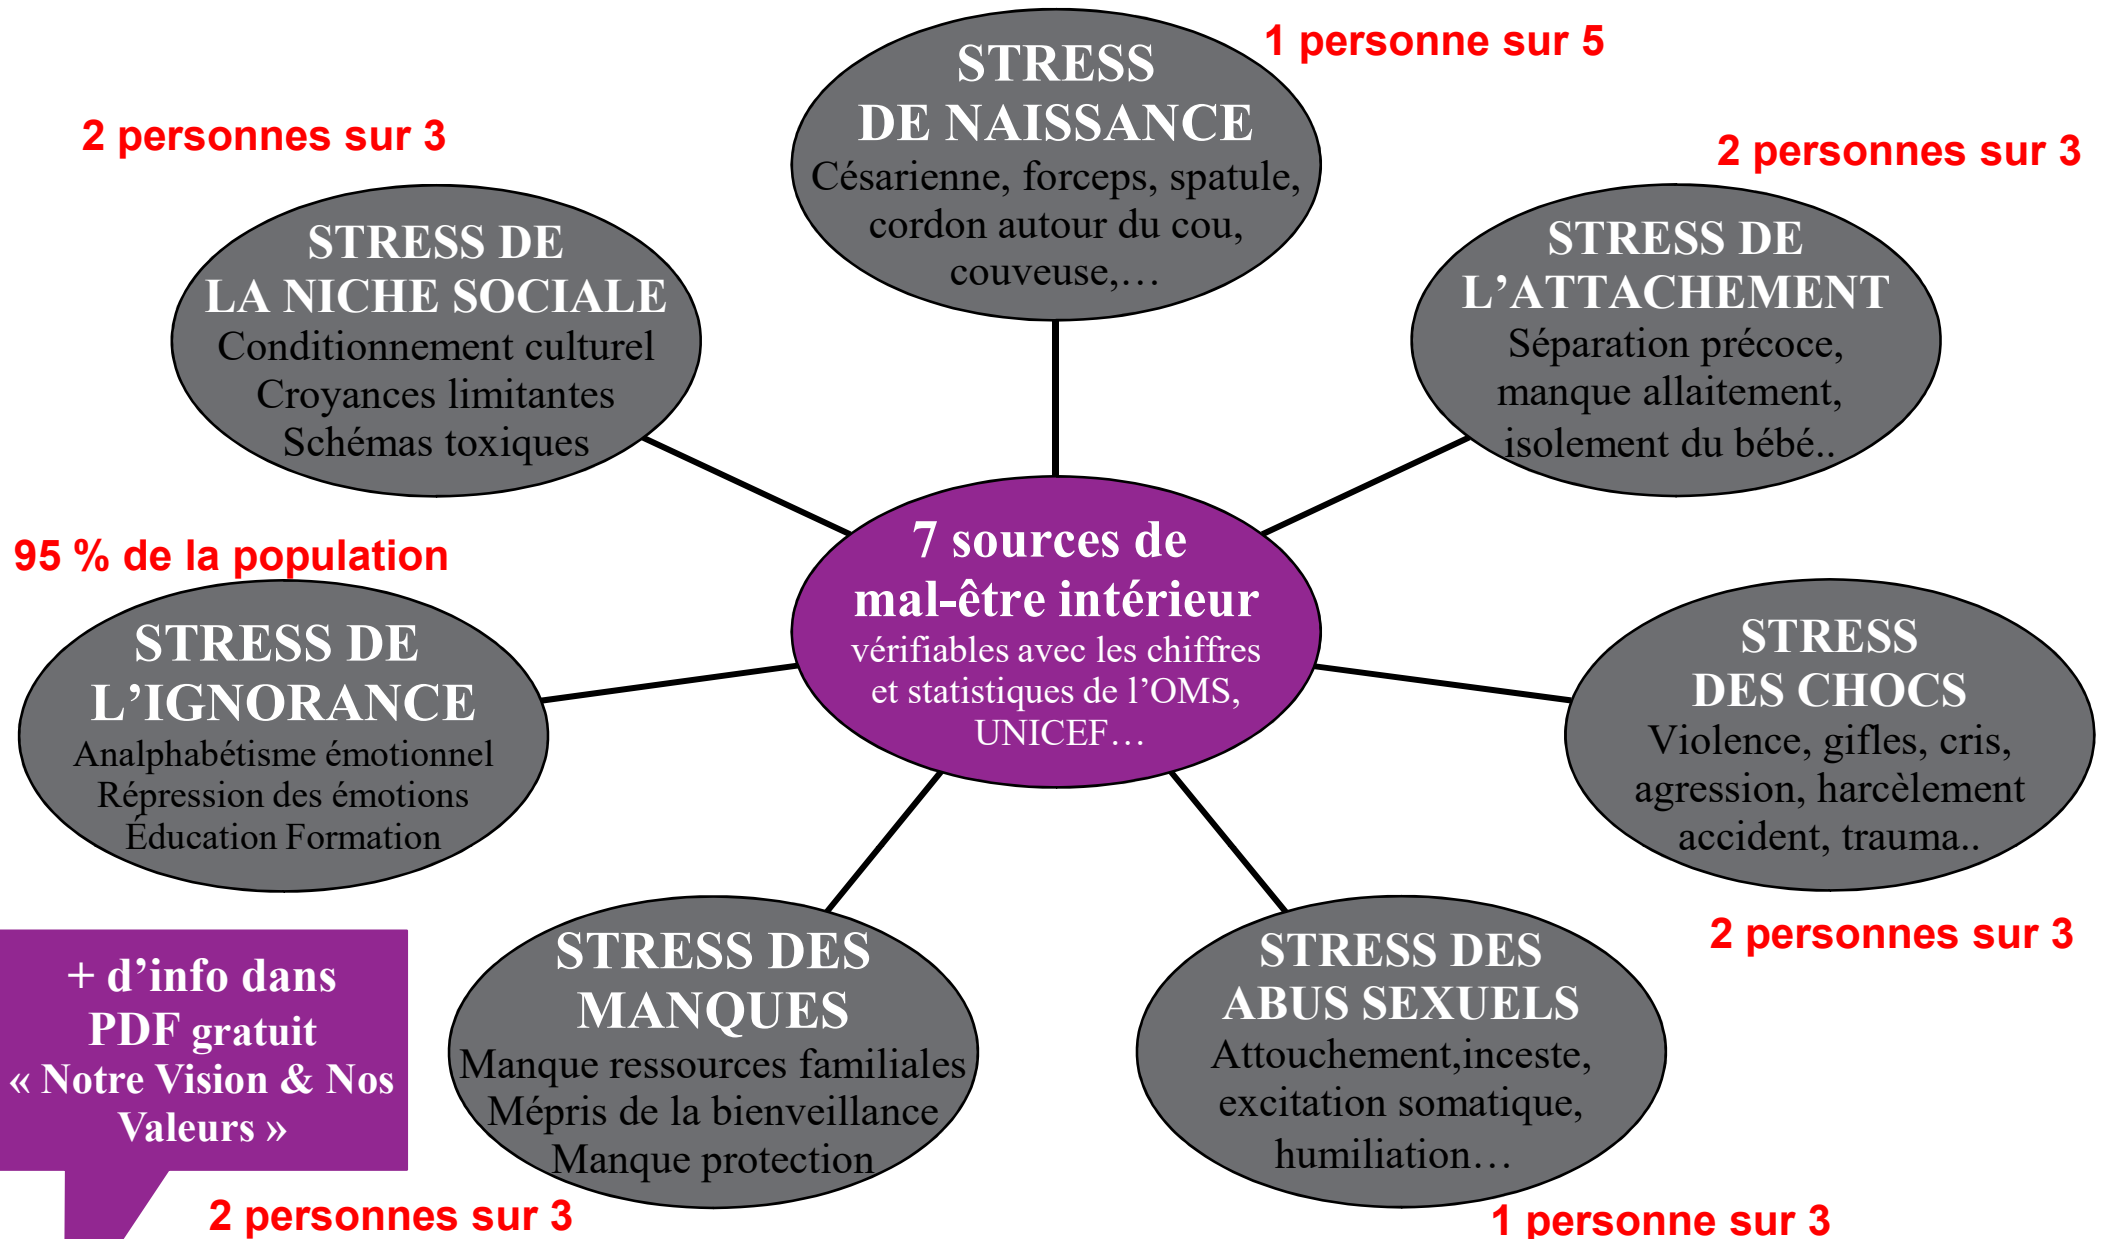 1 personne sur 5
STRESS
DE NAISSANCE
Césarienne, forceps, spatule,
cordon autour du cou,
couveuse,…
2 personnes sur 3
STRESS DE
LA NICHE SOCIALE
Conditionnement culturel
Croyances limitantes
Schémas toxiques
2 personnes sur 3
STRESS DE
L’ATTACHEMENT
Séparation précoce,
manque allaitement,
isolement du bébé..
7 sources de
mal-être intérieur
vérifiables avec les chiffres
et statistiques de l’OMS,
UNICEF…
95 % de la population
STRESS DE
L’IGNORANCE
Analphabétisme émotionnel
Répression des émotions
Éducation Formation
STRESS
DES CHOCS
Violence, gifles, cris,
agression, harcèlement
accident, trauma..
2 personnes sur 3
STRESS DES
MANQUES
Manque ressources familiales
Mépris de la bienveillance
Manque protection
2 personnes sur 3
STRESS DES
ABUS SEXUELS
Attouchement,inceste,
excitation somatique,
humiliation…
1 personne sur 3
+ d’info dans
PDF gratuit
« Notre Vision & Nos
Valeurs »